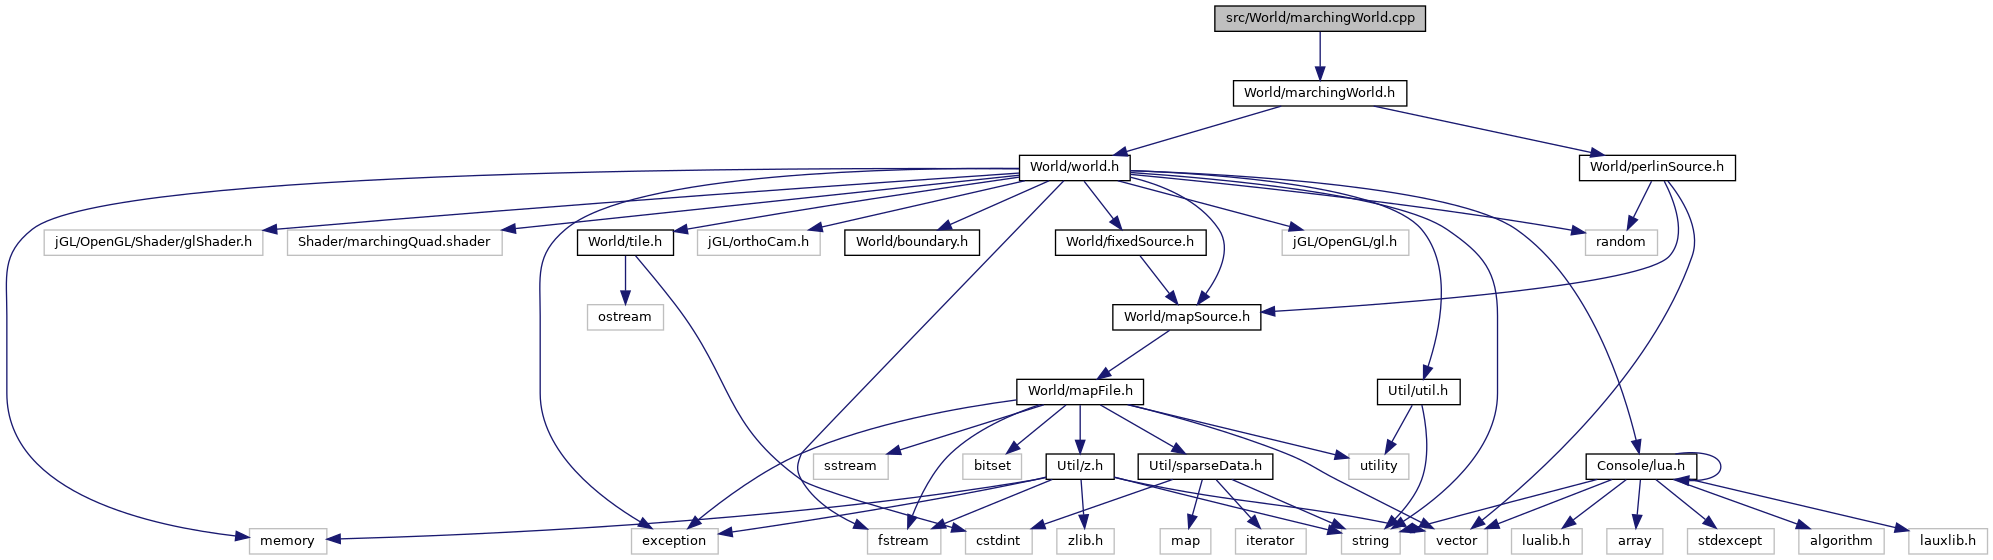 src/World/marchingWorld.cpp
World/marchingWorld.h
World/world.h
World/perlinSource.h
jGL/OpenGL/Shader/glShader.h
Shader/marchingQuad.shader
World/tile.h
jGL/orthoCam.h
World/boundary.h
World/fixedSource.h
jGL/OpenGL/gl.h
random
ostream
World/mapSource.h
World/mapFile.h
Util/util.h
sstream
bitset
Util/z.h
Util/sparseData.h
utility
Console/lua.h
memory
exception
fstream
cstdint
zlib.h
map
iterator
string
vector
lualib.h
array
stdexcept
algorithm
lauxlib.h